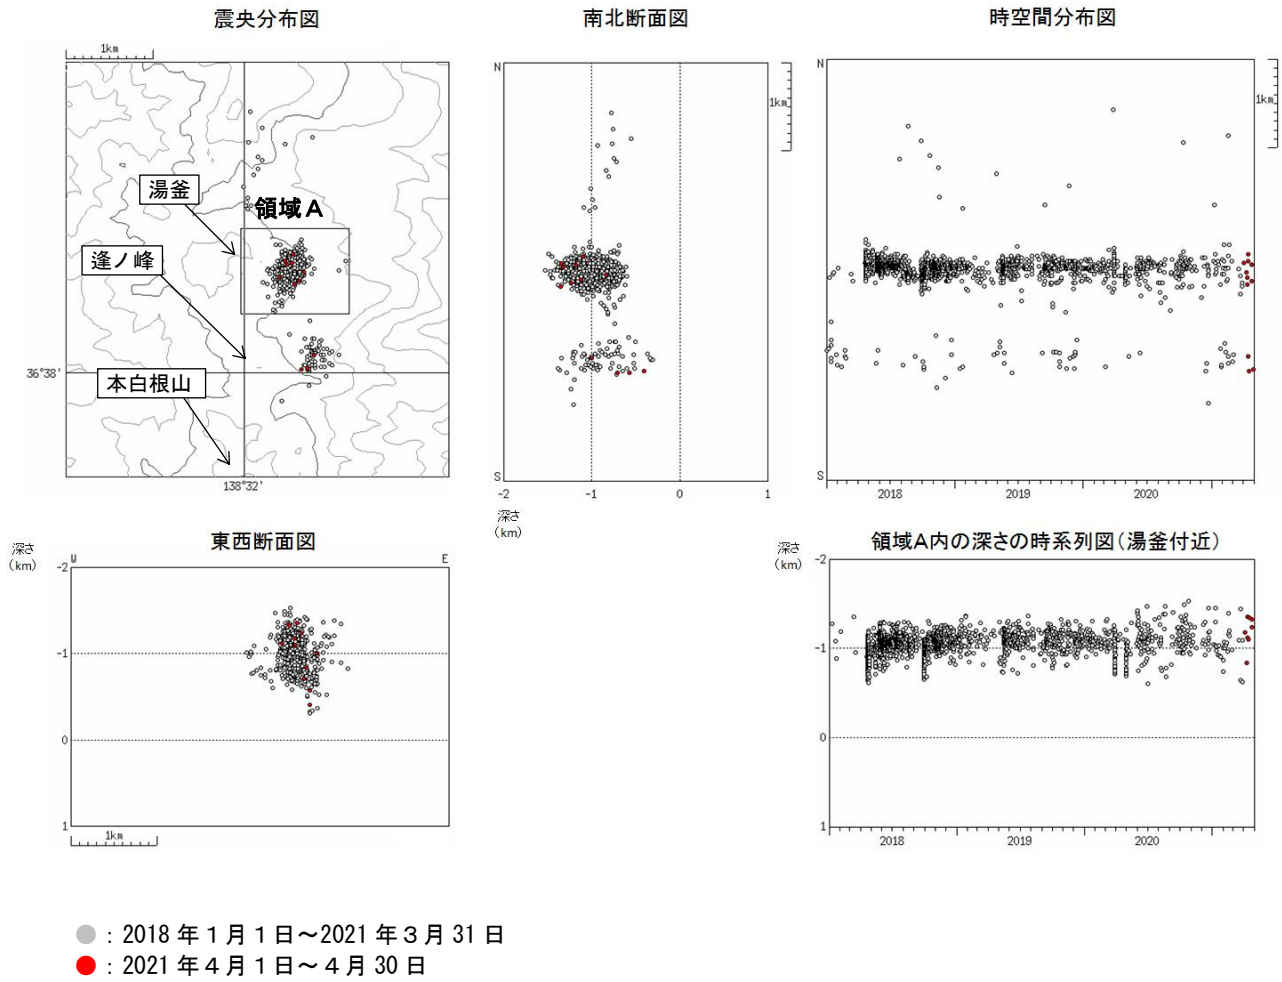 震央分布図
南北断面図
時空間分布図
1km
N
1km
N
1km
湯釜
領域A
逢ノ峰
36°38'
本白根山
138°32'
S
-2 -1 0 1
深さ
(km)
S
2018 2019 2020
東西断面図
深さ
(km)
W E
-2
-1
0
1
1km
領域A内の深さの時系列図(湯釜付近)
深さ
(km)
-2
-1
0
1
2018 2019 2020
:2018年1月1日~2021年3月31日
:2021年4月1日~4月30日